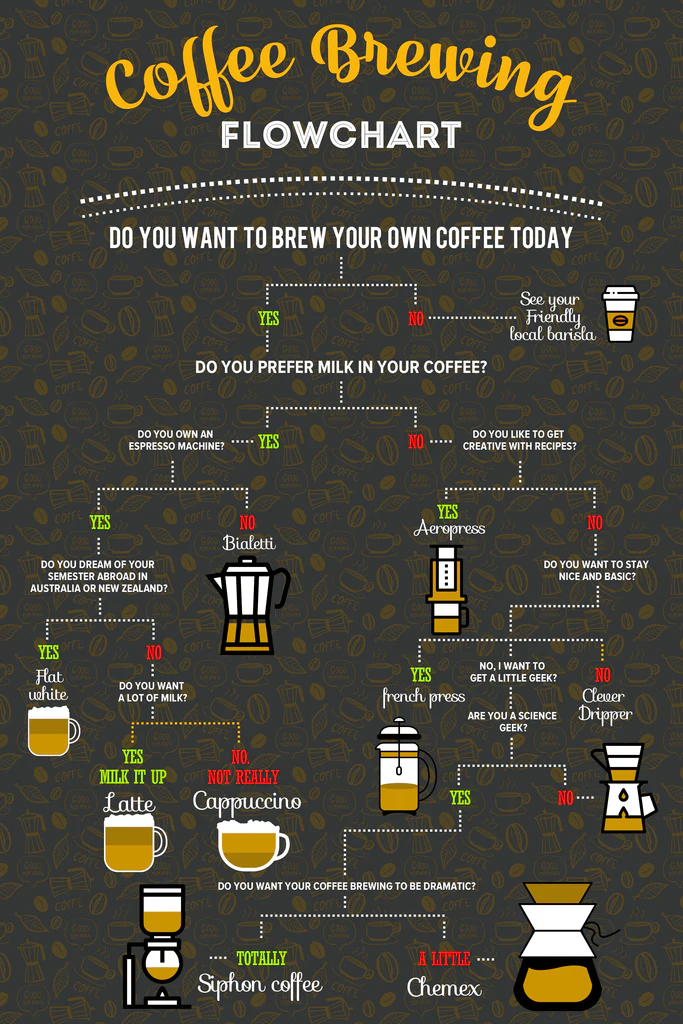 Coffee Brewing
FLOWCHART
DO YOU WANT TO BREW YOUR OWN COFFEE TODAY
YES
NO
See your
Friendly
local barista
DO YOU PREFER MILK IN YOUR COFFEE?
DO YOU OWN AN
ESPRESSO MACHINE?
YES
NO
DO YOU LIKE TO GET
CREATIVE WITH RECIPES?
YES
NO
Bialetti
YES
Aeropress
NO
DO YOU DREAM OF YOUR
SEMESTER ABROAD IN
AUSTRALIA OR NEW ZEALAND?
DO YOU WANT TO STAY
NICE AND BASIC?
YES
Flat
white
NO
DO YOU WANT
A LOT OF MILK?
YES
french press
NO, I WANT TO
GET A LITTLE GEEK?
NO
Clever
Dripper
ARE YOU A SCIENCE
GEEK?
YES
MILK IT UP
Latte
NO,
NOT REALLY
Cappuccino
YES
NO
DO YOU WANT YOUR COFFEE BREWING TO BE DRAMATIC?
TOTALLY
Siphon coffee
A LITTLE
Chemex